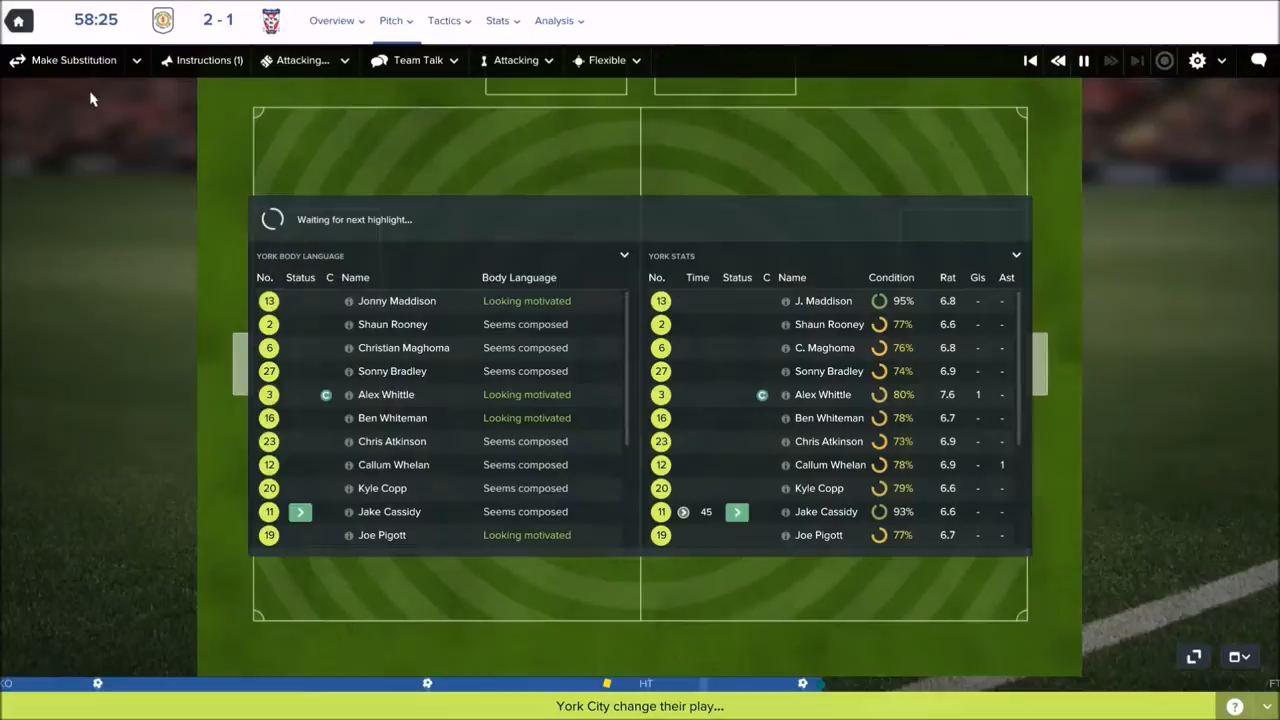 58:25 2 - 1 Overview Pitch Tactics Stats Analysis
Make Substitution Instructions (1) Attacking... Team Talk Attacking Flexible
Waiting for next highlight...
YORK BODY LANGUAGE
No. Status C Name Body Language
13 Jonny Maddison Looking motivated
2 Shaun Rooney Seems composed
6 Christian Maghoma Seems composed
27 Sonny Bradley Seems composed
3 C Alex Whittle Looking motivated
16 Ben Whiteman Looking motivated
23 Chris Atkinson Seems composed
12 Callum Whelan Seems composed
20 Kyle Copp Seems composed
11 Jake Cassidy Seems composed
19 Joe Pigott Looking motivated
YORK STATS
No. Time Status C Name Condition Rat Gls Ast
13 J. Maddison 95% 6.8 - -
2 Shaun Rooney 77% 6.6 - -
6 C. Maghoma 76% 6.8 - -
27 Sonny Bradley 74% 6.9 - -
3 C Alex Whittle 80% 7.6 1 -
16 Ben Whiteman 78% 6.7 - -
23 Chris Atkinson 73% 6.9 - -
12 Callum Whelan 78% 6.9 - 1
20 Kyle Copp 79% 6.6 - -
11 45 Jake Cassidy 93% 6.6 - -
19 Joe Pigott 77% 6.7 - -
HT
York City change their play...
?